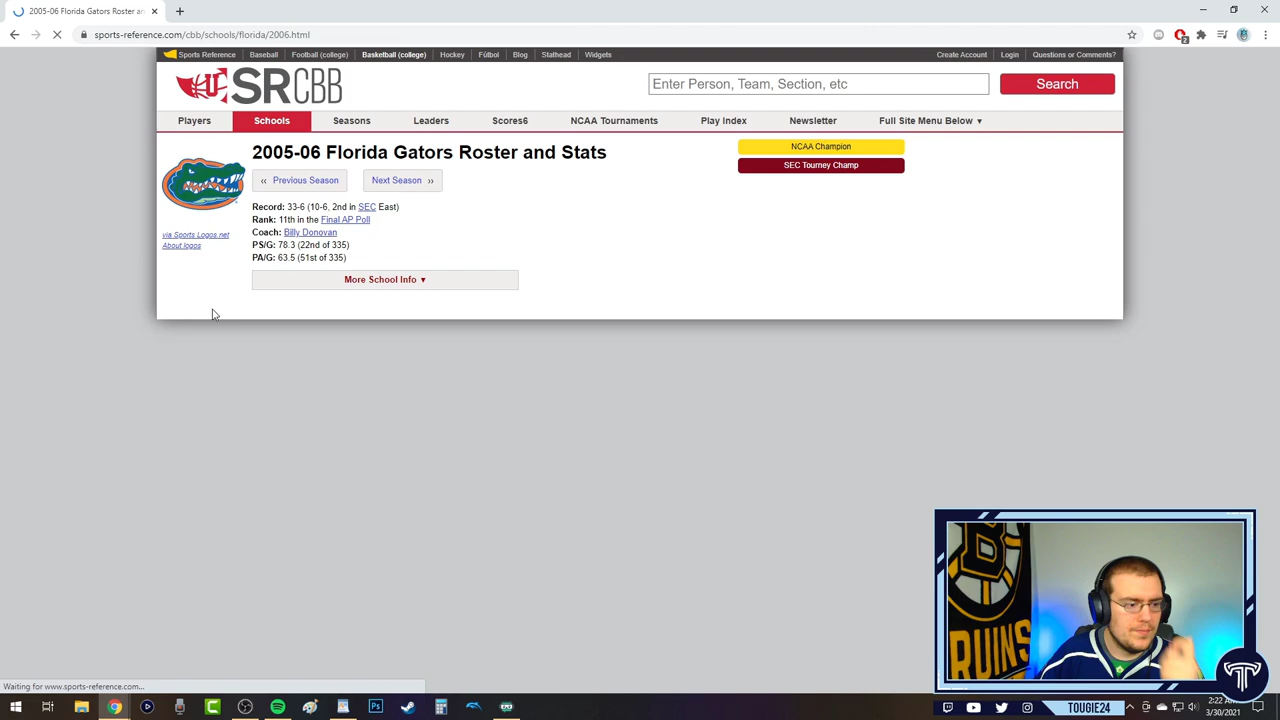 2005-06 Florida Gators Roster and
sports-reference.com/cbb/schools/florida/2006.html
2
Sports Reference Baseball Football (college) Basketball (college) Hockey Fútbol Blog Stathead Widgets Create Account Login Questions or Comments?
SRCBB
Enter Person, Team, Section, etc
Search
Players Schools Seasons Leaders Scores6 NCAA Tournaments Play Index Newsletter Full Site Menu Below ▼
2005-06 Florida Gators Roster and Stats
NCAA Champion
SEC Tourney Champ
‹‹ Previous Season Next Season ››
Record: 33-6 (10-6, 2nd in SEC East)
Rank: 11th in the Final AP Poll
Coach: Billy Donovan
PS/G: 78.3 (22nd of 335)
PA/G: 63.5 (51st of 335)
via Sports Logos.net
About logos
More School Info ▼
B
RUINS
Waiting for www.sports-reference.com...
TOUGIE24
2:22 A
3/30/2021